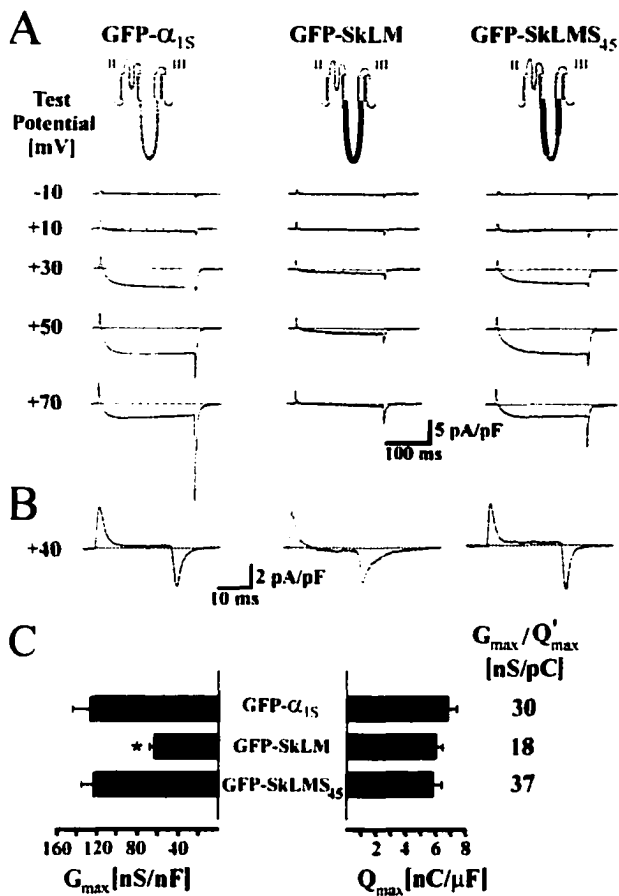 A
GFP-α1S GFP-SkLM GFP-SkLMS45
II III II III II III
Test
Potential
[mV]
-10
+10
+30
+50
+70
5 pA/pF
100 ms
B
+40
2 pA/pF
10 ms
C
Gmax/Q'max
[nS/pC]
GFP-α1S 30
* GFP-SkLM 18
GFP-SkLMS45 37
160 120 80 40 2 4 6 8
Gmax[nS/nF] Qmax[nC/μF]